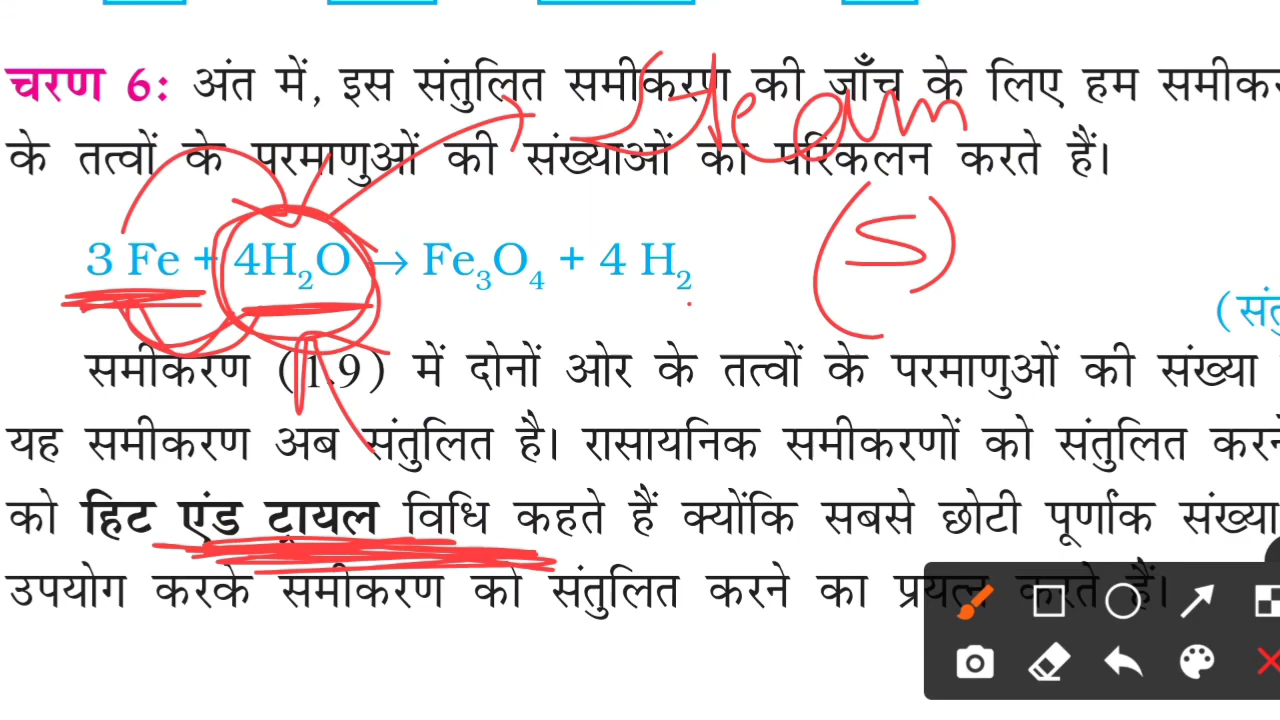 चरण 6: अंत में, इस संतुलित समीकरण की जाँच के लिए हम समीकर
Steam
के तत्वों के परमाणुओं की संख्याओं का परिकलन करते हैं।
(S)
3 Fe + 4H₂O → Fe₃O₄ + 4 H₂
(संतु
समीकरण (1.9) में दोनों ओर के तत्वों के परमाणुओं की संख्या
यह समीकरण अब संतुलित है। रासायनिक समीकरणों को संतुलित करने
को हिट एंड ट्रायल विधि कहते हैं क्योंकि सबसे छोटी पूर्णांक संख्या
उपयोग करके समीकरण को संतुलित करने का प्रयत्न करते हैं।